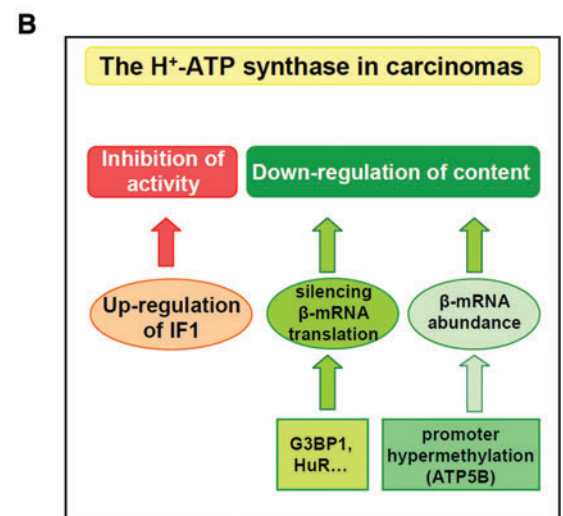 B
The H⁺-ATP synthase in carcinomas
Inhibition of
activity
Down-regulation of content
Up-regulation
of IF1
silencing
β-mRNA
translation
β-mRNA
abundance
G3BP1,
HuR...
promoter
hypermethylation
(ATP5B)